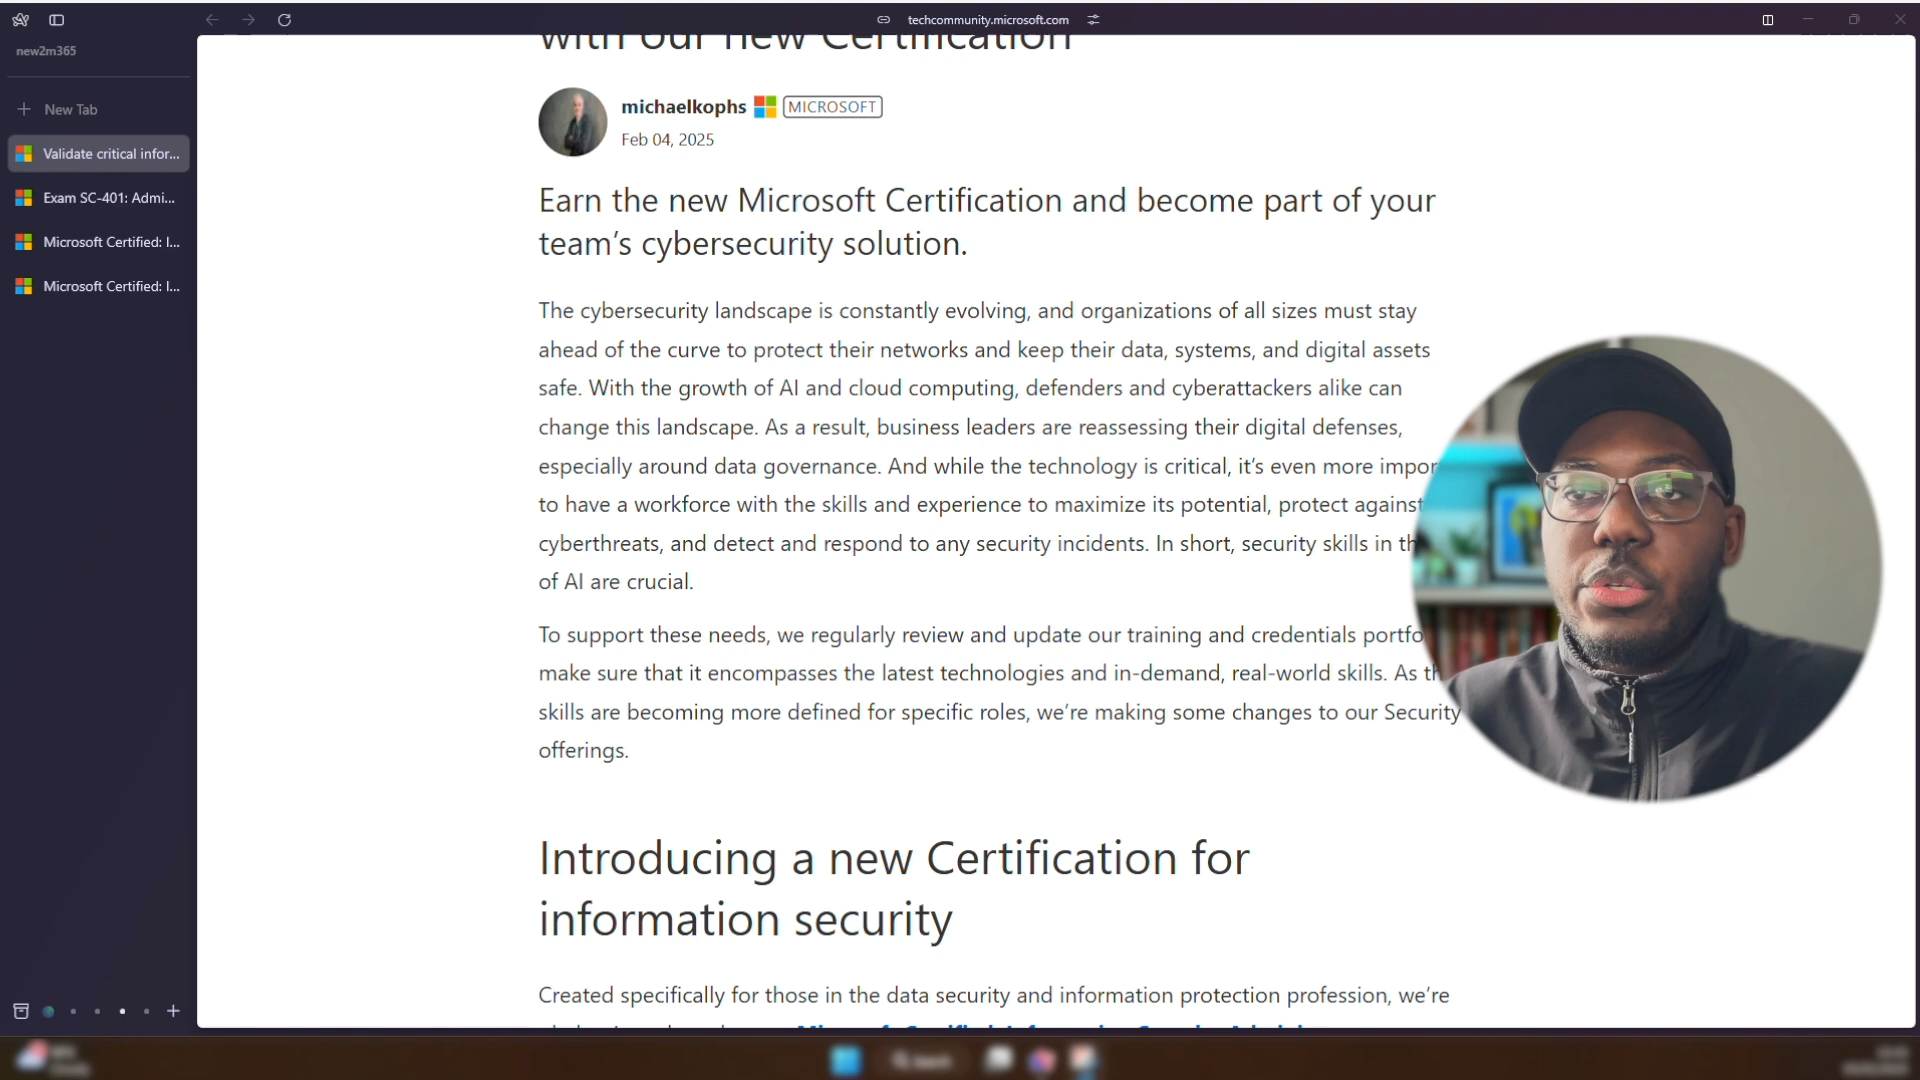 techcommunity.microsoft.com
new2m365
New Tab
Validate critical infor...
Exam SC-401: Admi...
Microsoft Certified: I...
Microsoft Certified: I...
with our new Certification
michaelkophs MICROSOFT
Feb 04, 2025
Earn the new Microsoft Certification and become part of your
team’s cybersecurity solution.
The cybersecurity landscape is constantly evolving, and organizations of all sizes must stay
ahead of the curve to protect their networks and keep their data, systems, and digital assets
safe. With the growth of AI and cloud computing, defenders and cyberattackers alike can
change this landscape. As a result, business leaders are reassessing their digital defenses,
especially around data governance. And while the technology is critical, it’s even more impor
to have a workforce with the skills and experience to maximize its potential, protect against
cyberthreats, and detect and respond to any security incidents. In short, security skills in th
of AI are crucial.
To support these needs, we regularly review and update our training and credentials portfo
make sure that it encompasses the latest technologies and in-demand, real-world skills. As th
skills are becoming more defined for specific roles, we’re making some changes to our Security
offerings.
Introducing a new Certification for
information security
Created specifically for those in the data security and information protection profession, we’re